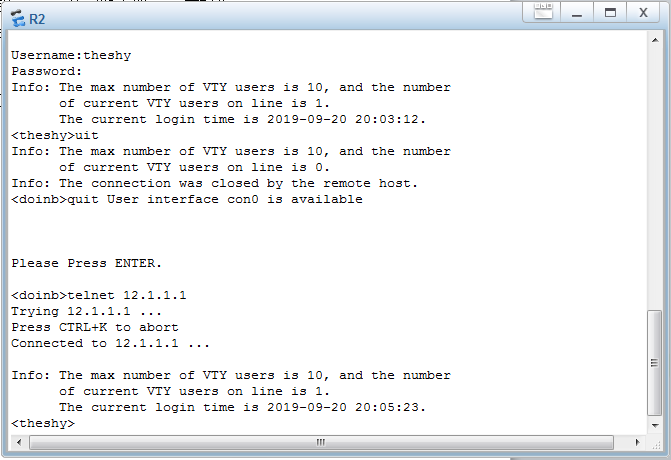 R2
Username:theshy
Password:
Info: The max number of VTY users is 10, and the number
of current VTY users on line is 1.
The current login time is 2019-09-20 20:03:12.
<theshy>uit
Info: The max number of VTY users is 10, and the number
of current VTY users on line is 0.
Info: The connection was closed by the remote host.
<doinb>quit User interface con0 is available
Please Press ENTER.
<doinb>telnet 12.1.1.1
Trying 12.1.1.1 ...
Press CTRL+K to abort
Connected to 12.1.1.1 ...
Info: The max number of VTY users is 10, and the number
of current VTY users on line is 1.
The current login time is 2019-09-20 20:05:23.
<theshy>